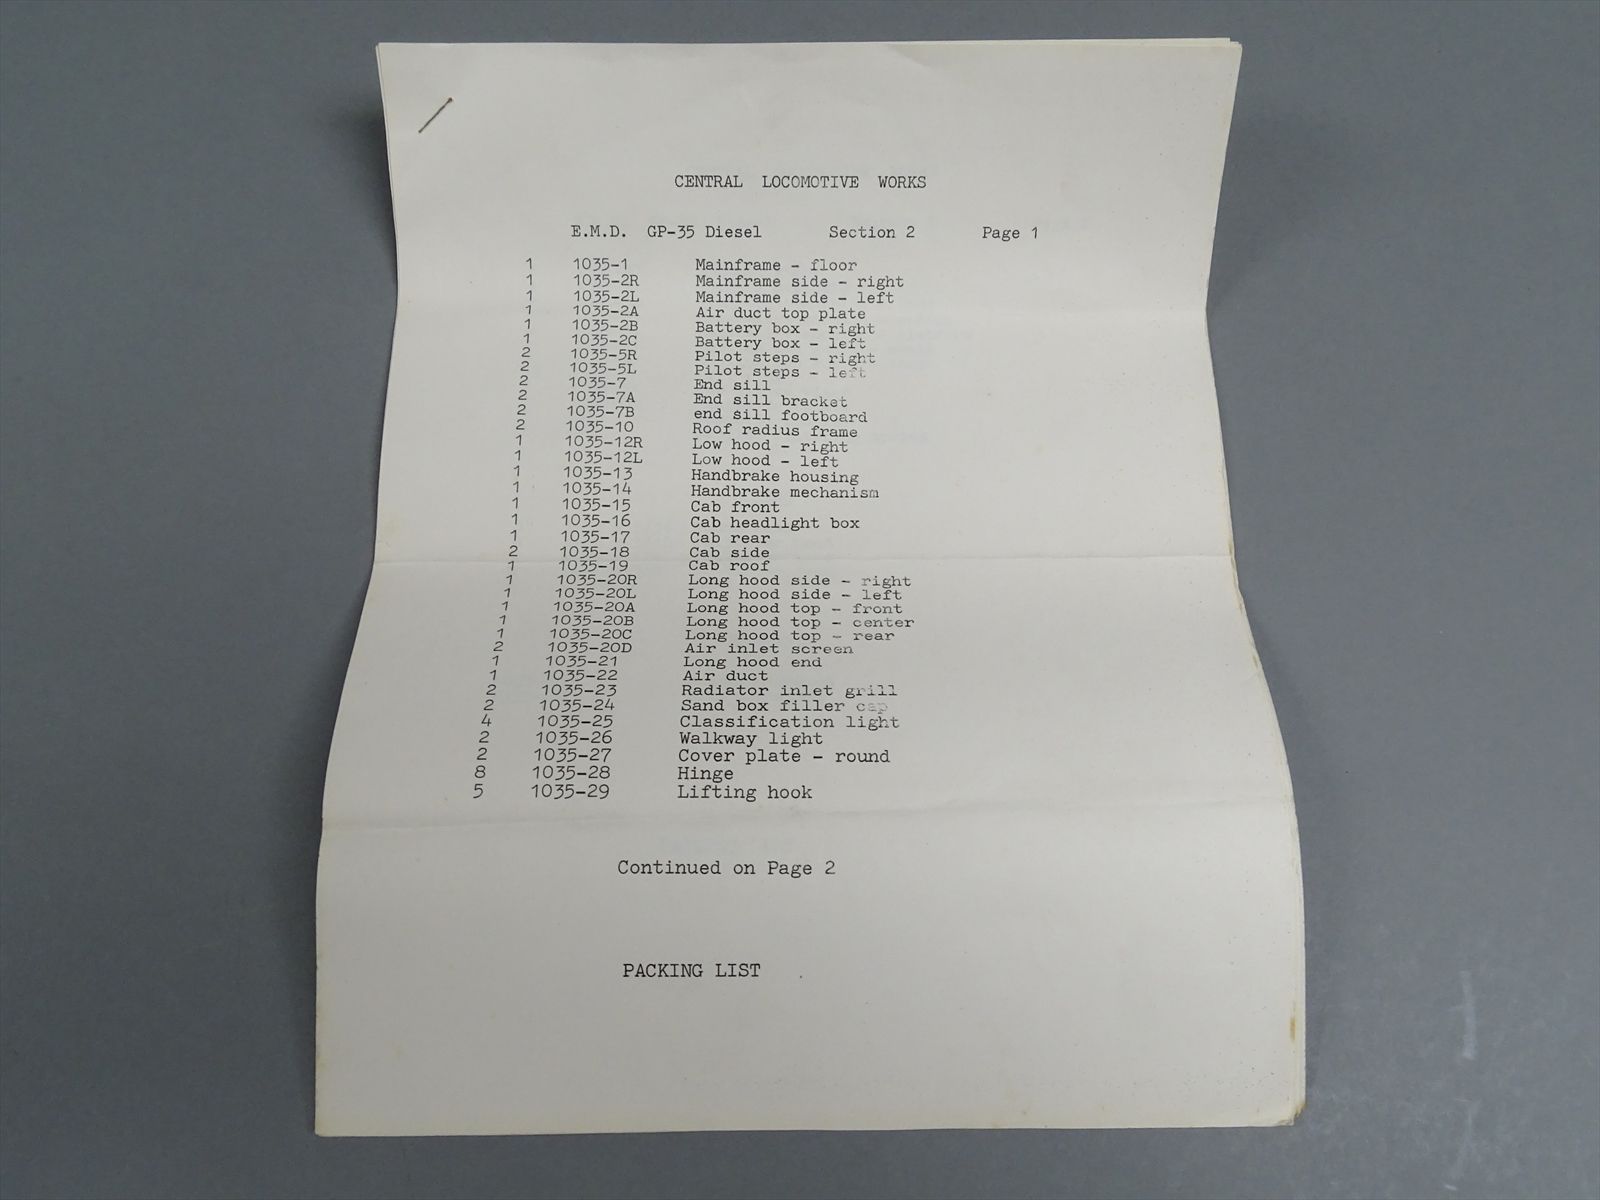 CENTRAL LOCOMOTIVE WORKS
E.M.D. GP-35 Diesel Section 2 Page 1
1 1035-1 Mainframe - floor
1 1035-2R Mainframe side - right
1 1035-2L Mainframe side - left
1 1035-2A Air duct top plate
1 1035-2B Battery box - right
1 1035-2C Battery box - left
2 1035-5R Pilot steps - right
2 1035-5L Pilot steps - left
2 1035-7 End sill
2 1035-7A End sill bracket
2 1035-7B end sill footboard
2 1035-10 Roof radius frame
1 1035-12R Low hood - right
1 1035-12L Low hood - left
1 1035-13 Handbrake housing
1 1035-14 Handbrake mechanism
1 1035-15 Cab front
1 1035-16 Cab headlight box
1 1035-17 Cab rear
2 1035-18 Cab side
1 1035-19 Cab roof
1 1035-20R Long hood side - right
1 1035-20L Long hood side - left
1 1035-20A Long hood top - front
1 1035-20B Long hood top - center
1 1035-20C Long hood top - rear
2 1035-20D Air inlet screen
1 1035-21 Long hood end
1 1035-22 Air duct
2 1035-23 Radiator inlet grill
2 1035-24 Sand box filler cap
4 1035-25 Classification light
2 1035-26 Walkway light
2 1035-27 Cover plate - round
8 1035-28 Hinge
5 1035-29 Lifting hook
Continued on Page 2
PACKING LIST